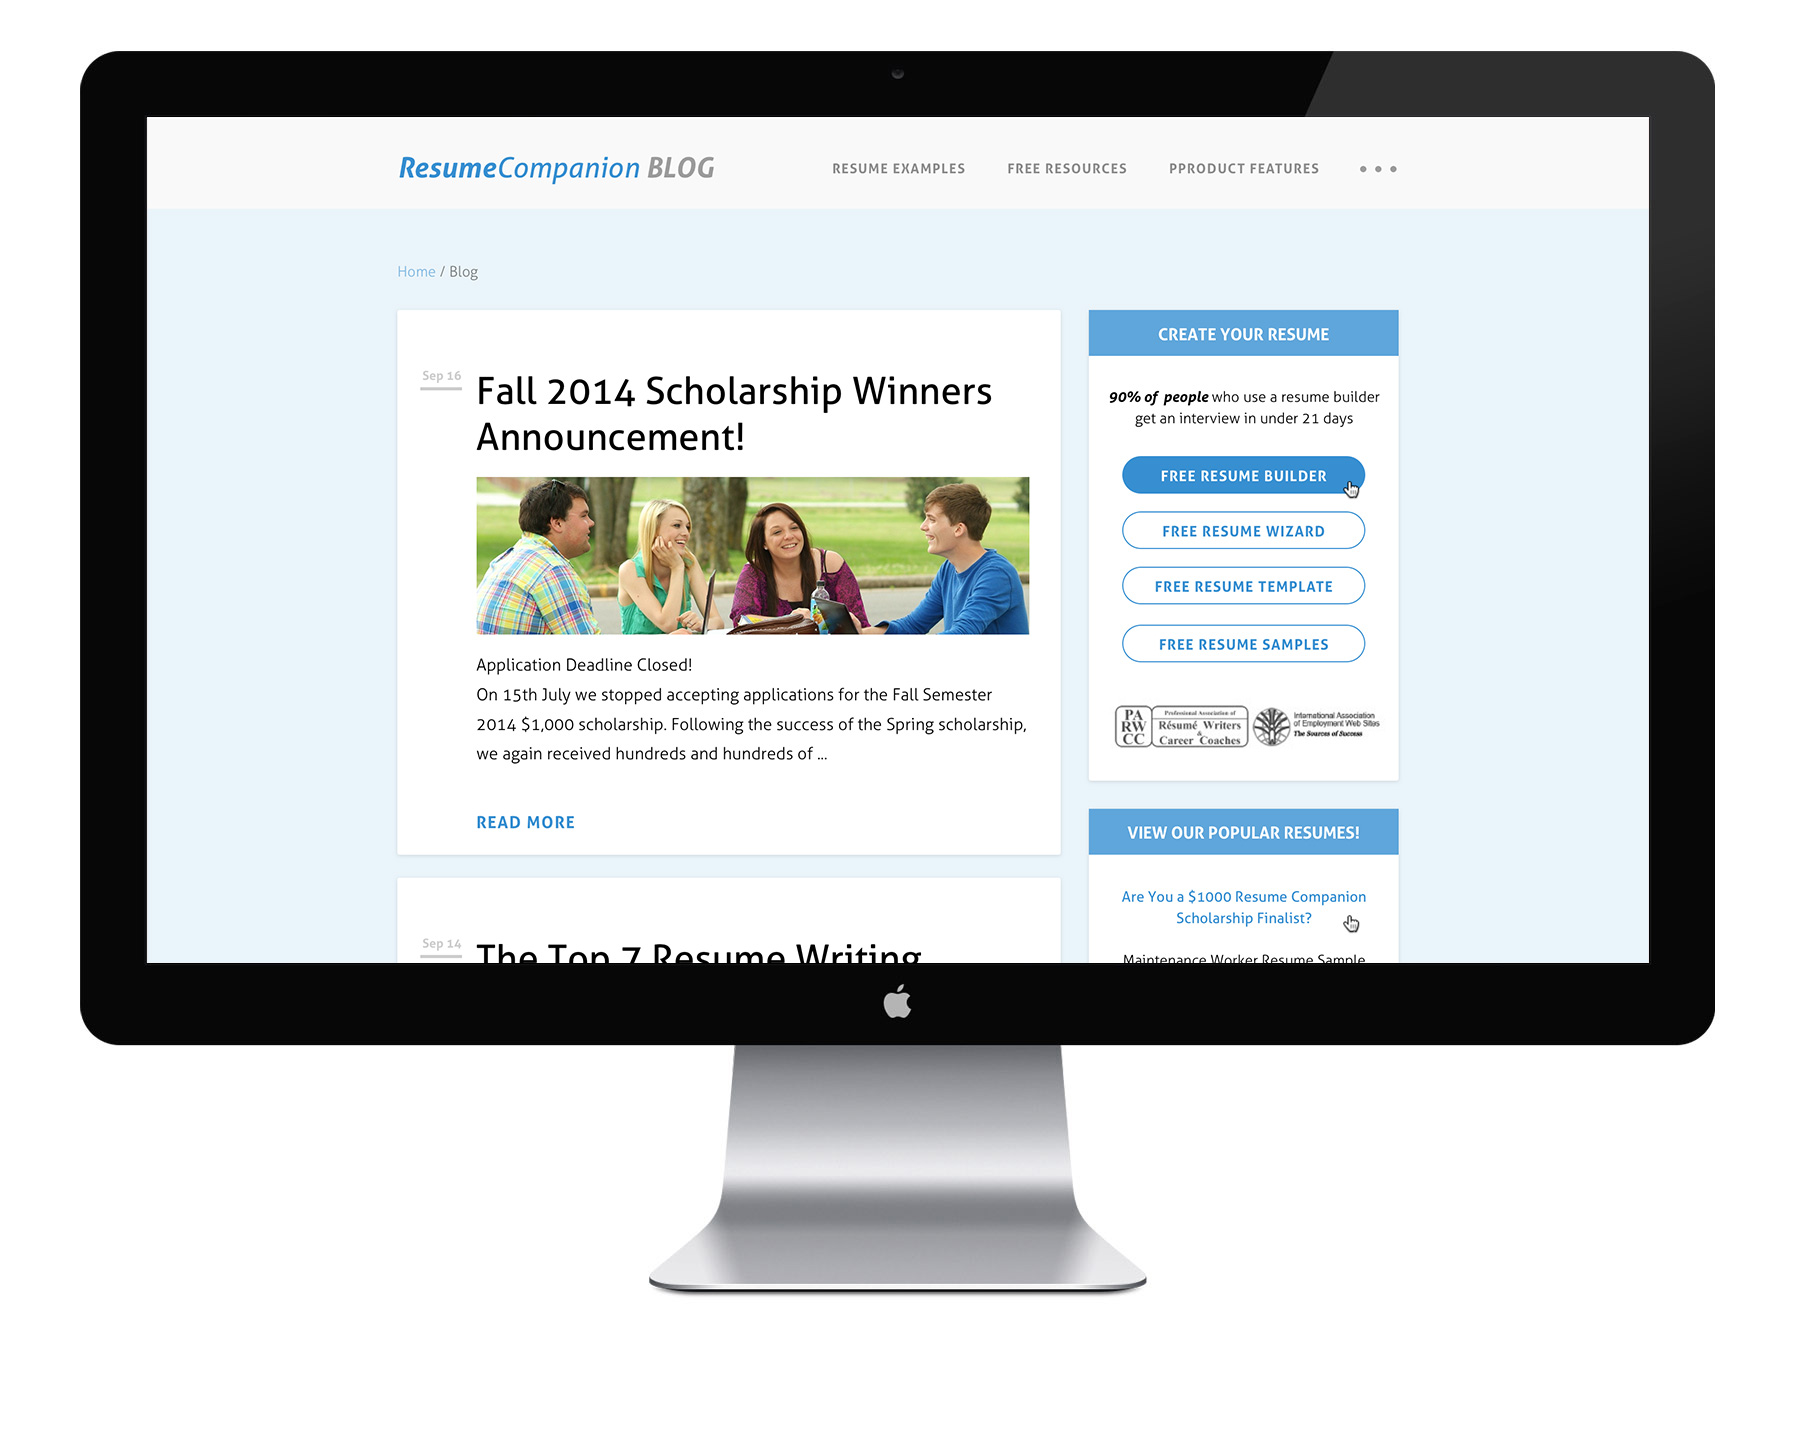 ResumeCompanion BLOG
RESUME EXAMPLES
FREE RESOURCES
PPRODUCT FEATURES
Home / Blog
Sep 16
Fall 2014 Scholarship Winners
Announcement!
Application Deadline Closed!
On 15th July we stopped accepting applications for the Fall Semester
2014 $1,000 scholarship. Following the success of the Spring scholarship,
we again received hundreds and hundreds of ...
READ MORE
Sep 14
The Top 7 Resume Writing
CREATE YOUR RESUME
90% of people who use a resume builder
get an interview in under 21 days
FREE RESUME BUILDER
FREE RESUME WIZARD
FREE RESUME TEMPLATE
FREE RESUME SAMPLES
PA
RW
CC
Professional Association of
Résumé Writers
&
Career Coaches
International Association
of Employment Web Sites
The Sources of Success
VIEW OUR POPULAR RESUMES!
Are You a $1000 Resume Companion
Scholarship Finalist?
Maintenance Worker Resume Sample